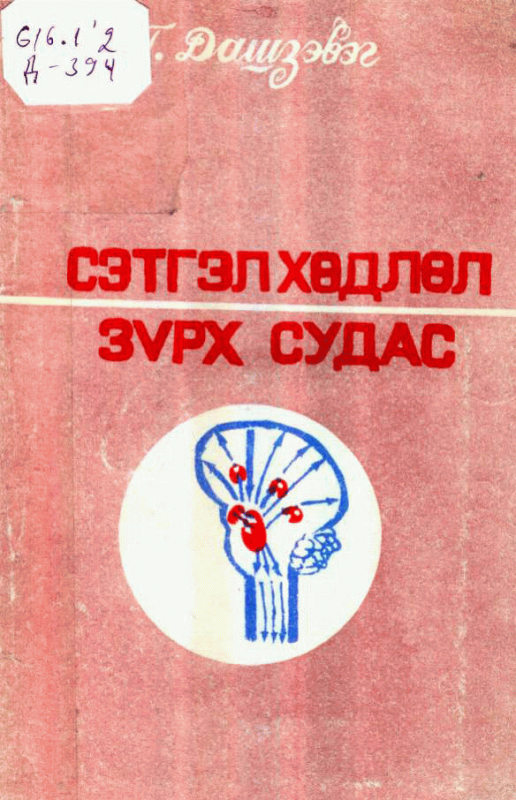 616.1'2
Д-394
Г. Дашзэвэг
СЭТГЭЛ ХӨДЛӨЛ
ЗҮРХ СУДАС